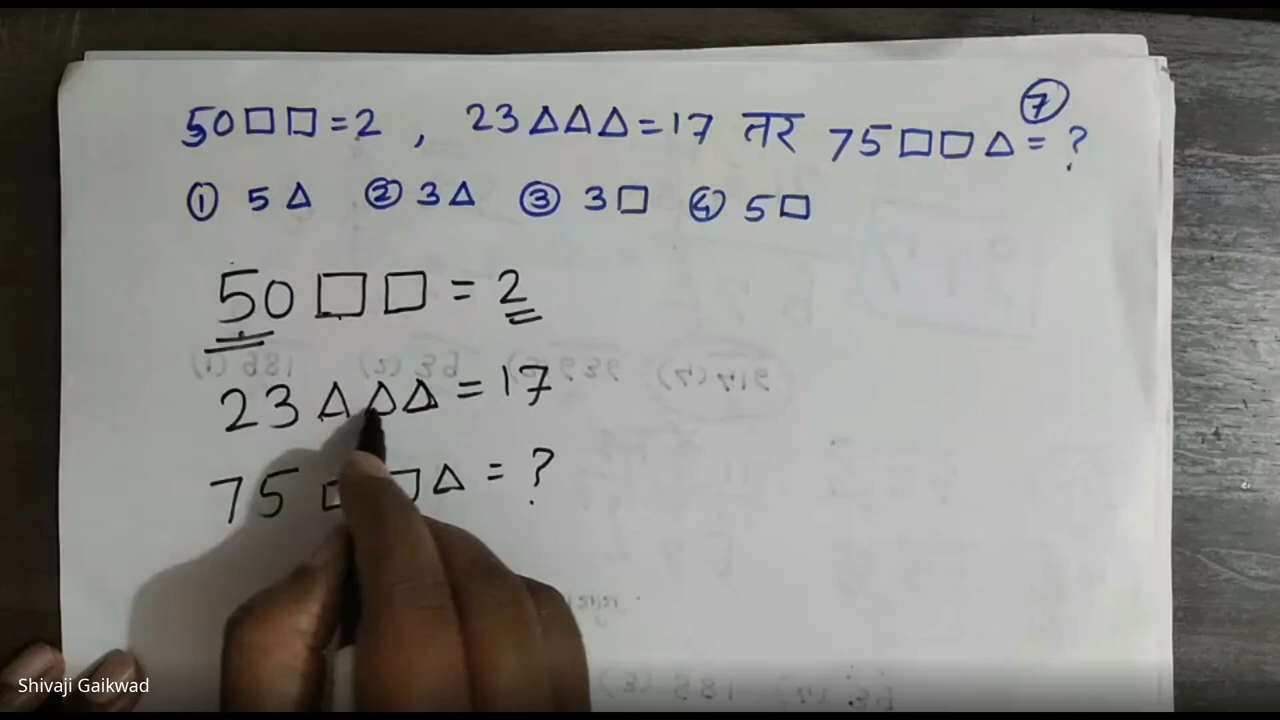 ⑦
50□□=2 , 23△△△=17 तर 75□□△=?
① 5△ ② 3△ ③ 3□ ④ 5□
50□□=2
23△△△=17
75□□△=?
Shivaji Gaikwad